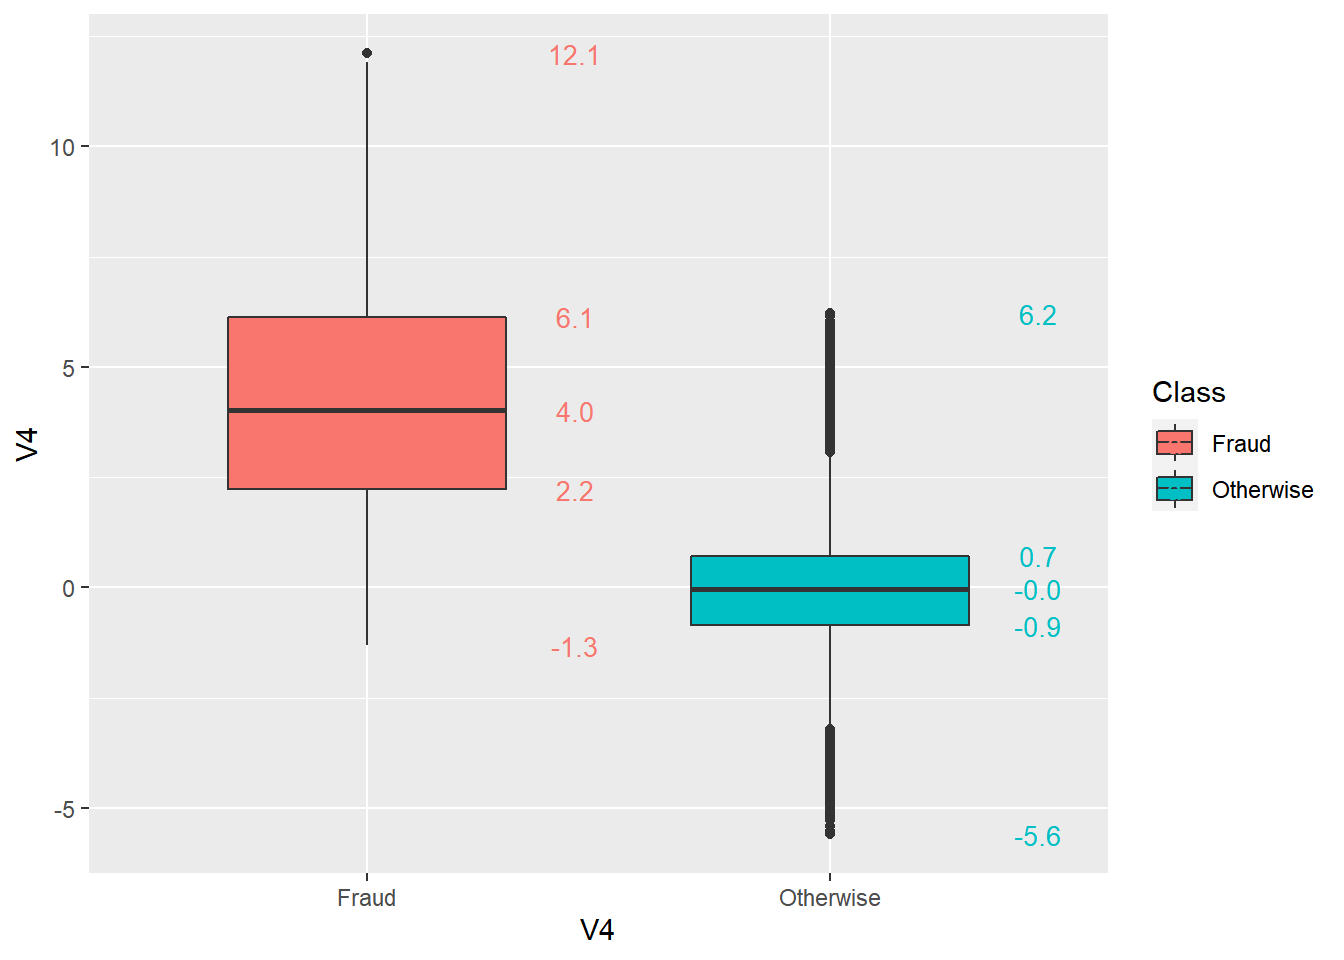 12.1
10
6.1
6.2
5
4.0
2.2
0.7
0
-0.0
-0.9
-1.3
-5
-5.6
V4
Fraud
Otherwise
V4
Class
Fraud
Otherwise